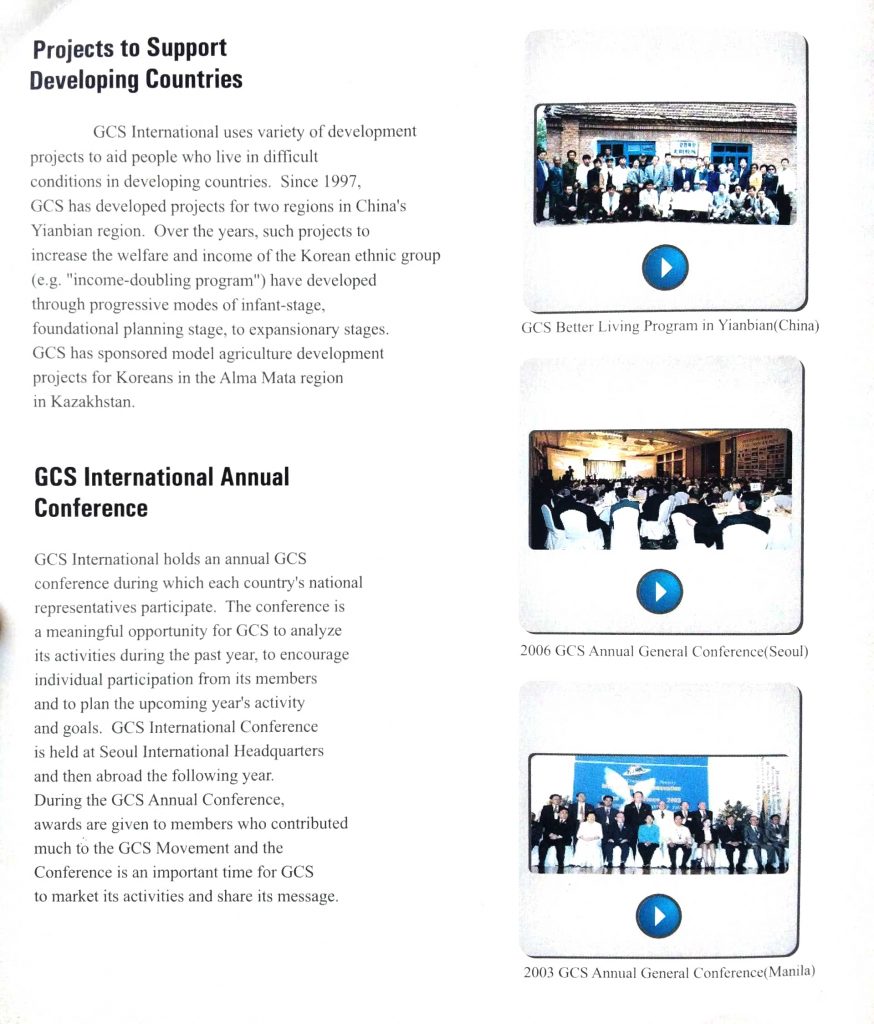 Projects to Support
Developing Countries
GCS International uses variety of development
projects to aid people who live in difficult
conditions in developing countries. Since 1997,
GCS has developed projects for two regions in China's
Yianbian region. Over the years, such projects to
increase the welfare and income of the Korean ethnic group
(e.g. "income-doubling program") have developed
through progressive modes of infant-stage,
foundational planning stage, to expansionary stages.
GCS has sponsored model agriculture development
projects for Koreans in the Alma Mata region
in Kazakhstan.
GCS International Annual
Conference
GCS International holds an annual GCS
conference during which each country's national
representatives participate. The conference is
a meaningful opportunity for GCS to analyze
its activities during the past year, to encourage
individual participation from its members
and to plan the upcoming year's activity
and goals. GCS International Conference
is held at Seoul International Headquarters
and then abroad the following year.
During the GCS Annual Conference,
awards are given to members who contributed
much to the GCS Movement and the
Conference is an important time for GCS
to market its activities and share its message.
GCS Better Living Program in Yianbian(China)
2006 GCS Annual General Conference(Seoul)
2003
2003 GCS Annual General Conference(Manila)